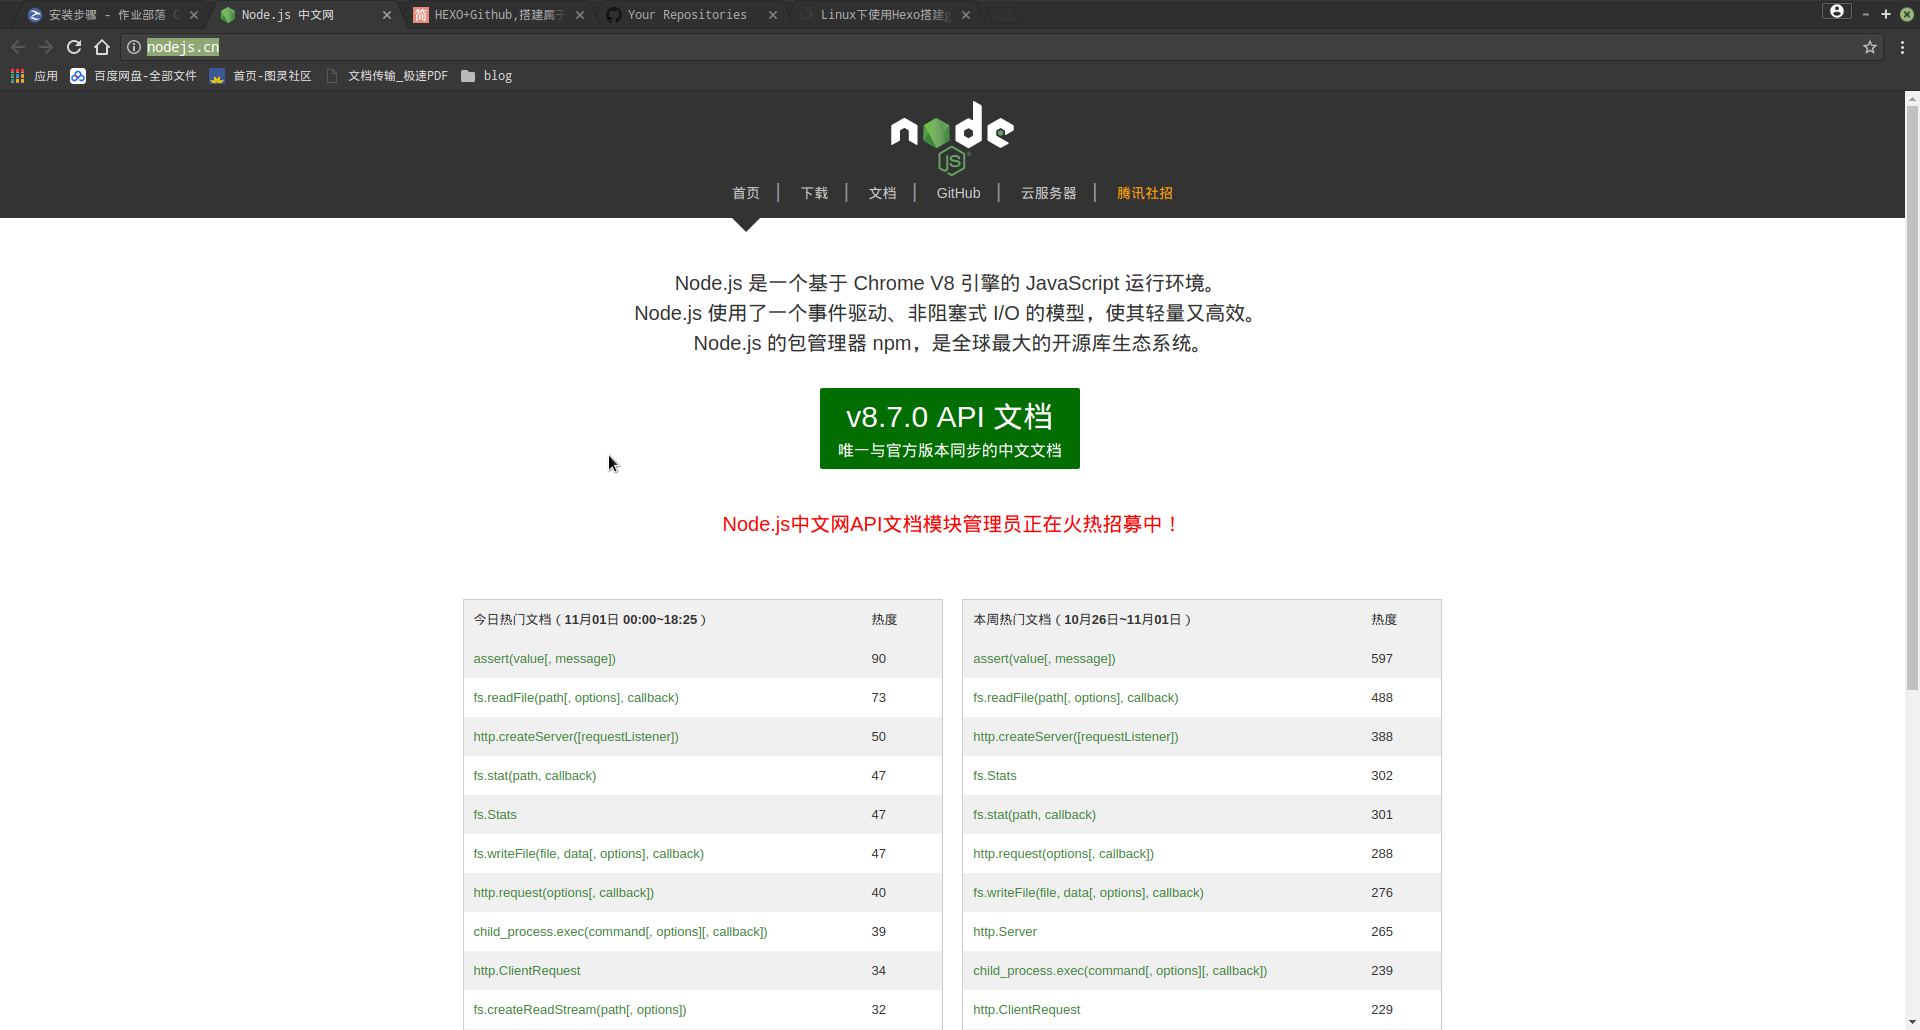 安装步骤 - 作业部落
Node.js 中文网
HEXO+Github,搭建属于
Your Repositories
Linux下使用Hexo搭建g
nodejs.cn
应用
百度网盘-全部文件
首页-图灵社区
文档传输_极速PDF
blog
node
JS
首页 | 下载 | 文档 | GitHub | 云服务器 | 腾讯社招
Node.js 是一个基于 Chrome V8 引擎的 JavaScript 运行环境。
Node.js 使用了一个事件驱动、非阻塞式 I/O 的模型，使其轻量又高效。
Node.js 的包管理器 npm，是全球最大的开源库生态系统。
v8.7.0 API 文档
唯一与官方版本同步的中文文档
Node.js中文网API文档模块管理员正在火热招募中！
今日热门文档（11月01日 00:00~18:25） 热度
assert(value[, message]) 90
fs.readFile(path[, options], callback) 73
http.createServer([requestListener]) 50
fs.stat(path, callback) 47
fs.Stats 47
fs.writeFile(file, data[, options], callback) 47
http.request(options[, callback]) 40
child_process.exec(command[, options][, callback]) 39
http.ClientRequest 34
fs.createReadStream(path[, options]) 32
本周热门文档（10月26日~11月01日） 热度
assert(value[, message]) 597
fs.readFile(path[, options], callback) 488
http.createServer([requestListener]) 388
fs.Stats 302
fs.stat(path, callback) 301
http.request(options[, callback]) 288
fs.writeFile(file, data[, options], callback) 276
http.Server 265
child_process.exec(command[, options][, callback]) 239
http.ClientRequest 229